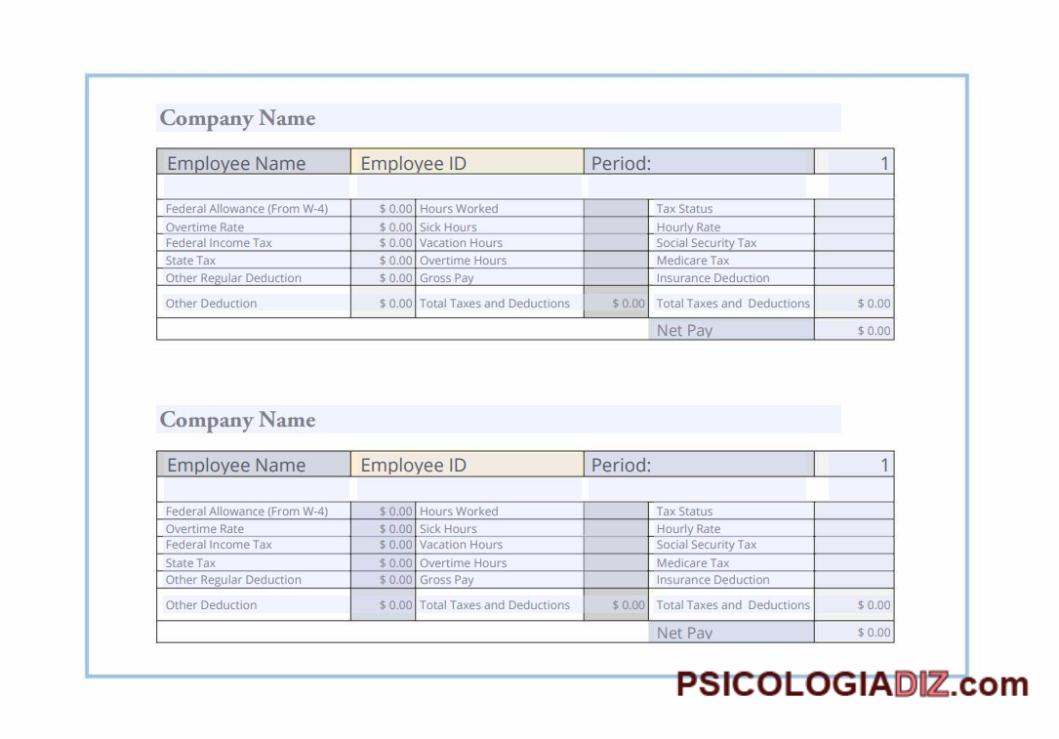 Company Name
Employee Name Employee ID Period: 1
Federal Allowance (From W-4) $ 0.00 Hours Worked Tax Status
Overtime Rate $ 0.00 Sick Hours Hourly Rate
Federal Income Tax $ 0.00 Vacation Hours Social Security Tax
State Tax $ 0.00 Overtime Hours Medicare Tax
Other Regular Deduction $ 0.00 Gross Pay Insurance Deduction
Other Deduction $ 0.00 Total Taxes and Deductions $ 0.00 Total Taxes and Deductions $ 0.00
Net Pay $ 0.00
Company Name
Employee Name Employee ID Period: 1
Federal Allowance (From W-4) $ 0.00 Hours Worked Tax Status
Overtime Rate $ 0.00 Sick Hours Hourly Rate
Federal Income Tax $ 0.00 Vacation Hours Social Security Tax
State Tax $ 0.00 Overtime Hours Medicare Tax
Other Regular Deduction $ 0.00 Gross Pay Insurance Deduction
Other Deduction $ 0.00 Total Taxes and Deductions $ 0.00 Total Taxes and Deductions $ 0.00
Net Pay $ 0.00
PSICOLOGIADIZ.com